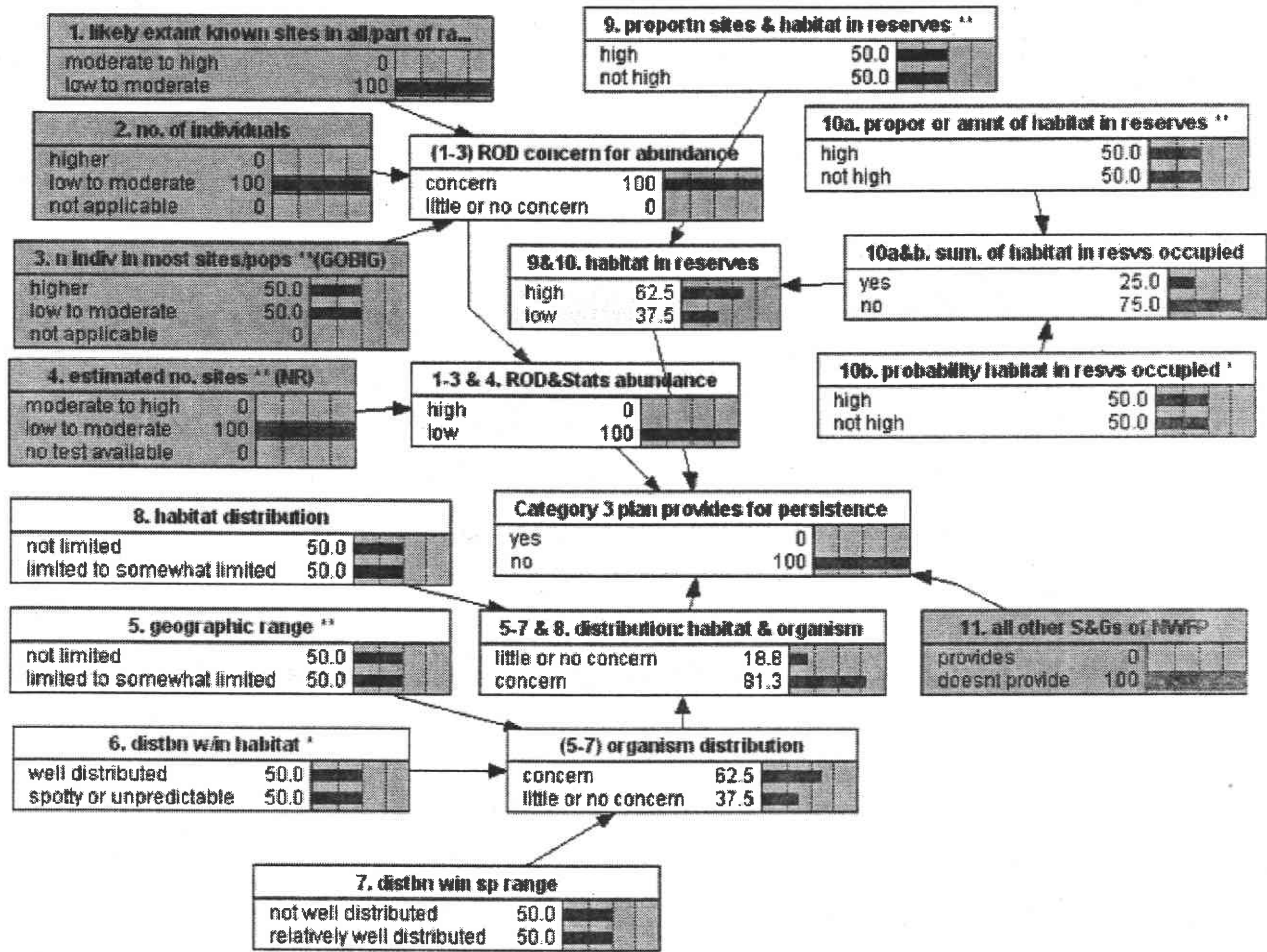 1. likely extant known sites in all/part of ra...
moderate to high 0
low to moderate 100
2. no. of individuals
higher 0
low to moderate 100
not applicable 0
3. n indiv in most sites/pops **(GOBIG)
higher 50.0
low to moderate 50.0
not applicable 0
4. estimated no. sites ** (NR)
moderate to high 0
low to moderate 100
no test available 0
(1-3) ROD concern for abundance
concern 100
little or no concern 0
9. proportn sites & habitat in reserves **
high 50.0
not high 50.0
10a. propor or amnt of habitat in reserves **
high 50.0
not high 50.0
9&10. habitat in reserves
high 62.5
low 37.5
10a&b. sum. of habitat in resvs occupied
yes 25.0
no 75.0
10b. probability habitat in resvs occupied *
high 50.0
not high 50.0
1-3 & 4. ROD&Stats abundance
high 0
low 100
Category 3 plan provides for persistence
yes 0
no 100
8. habitat distribution
not limited 50.0
limited to somewhat limited 50.0
5. geographic range **
not limited 50.0
limited to somewhat limited 50.0
5-7 & 8. distribution: habitat & organism
little or no concern 18.8
concern 81.3
11. all other S&Gs of NWFP
provides 0
doesnt provide 100
6. distbn w/in habitat *
well distributed 50.0
spotty or unpredictable 50.0
(5-7) organism distribution
concern 62.5
little or no concern 37.5
7. distbn win sp range
not well distributed 50.0
relatively well distributed 50.0